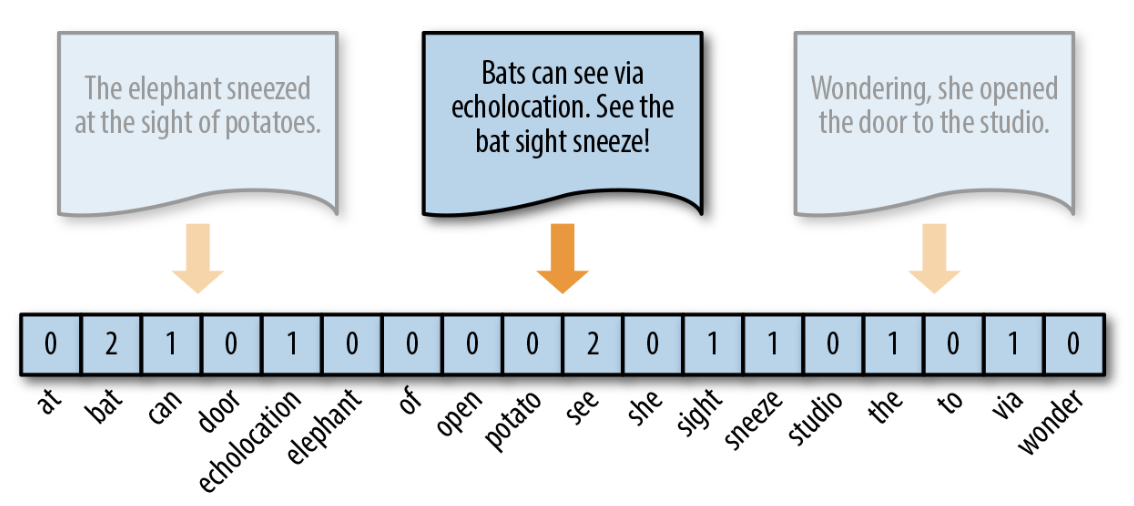 The elephant sneezed
at the sight of potatoes.
Bats can see via
echolocation. See the
bat sight sneeze!
Wondering, she opened
the door to the studio.
0 2 1 0 1 0 0 0 0 2 0 1 1 0 1 0 1 0
at bat can door echolocation elephant of open potato see she sight sneeze studio the to via wonder